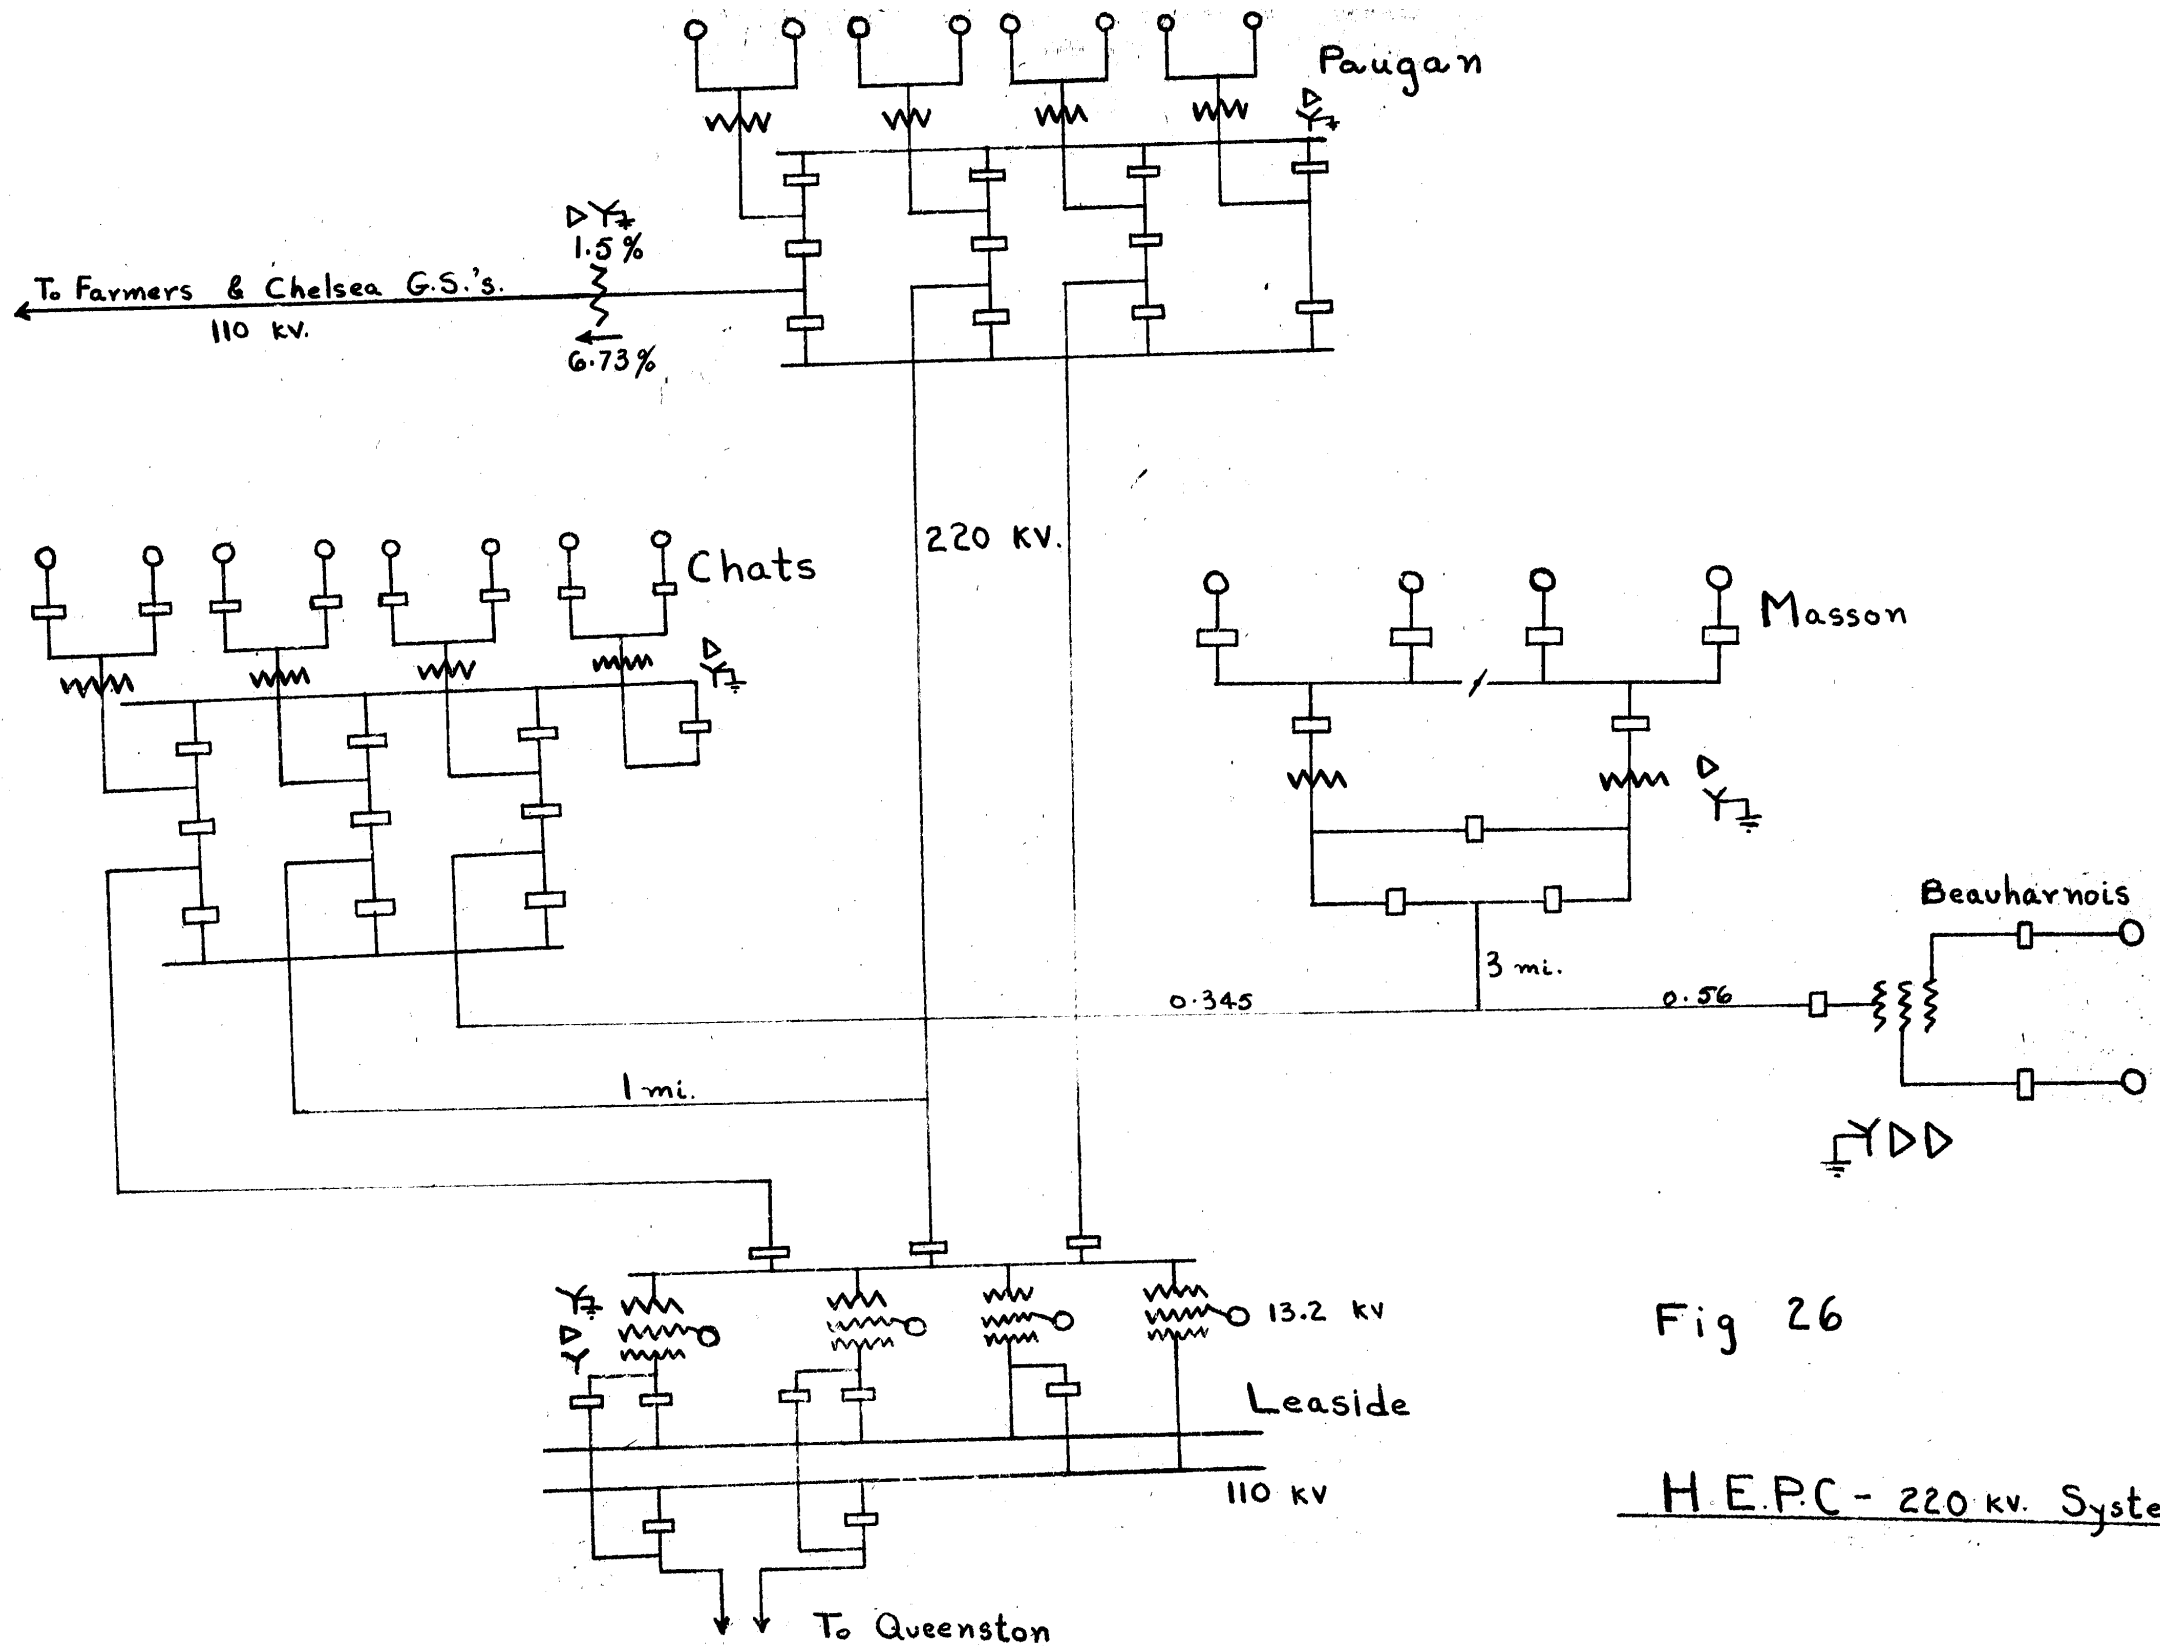 Paugan
1.5%
To Farmers & Chelsea G.S.'s.
110 kv.
6.73%
220 KV.
Chats
Masson
Beauharnois
3 mi.
0.345
0.56
1 mi.
13.2 kv
Fig 26
Leaside
110 kv
H.E.P.C - 220 kv. Syste
To Queenston